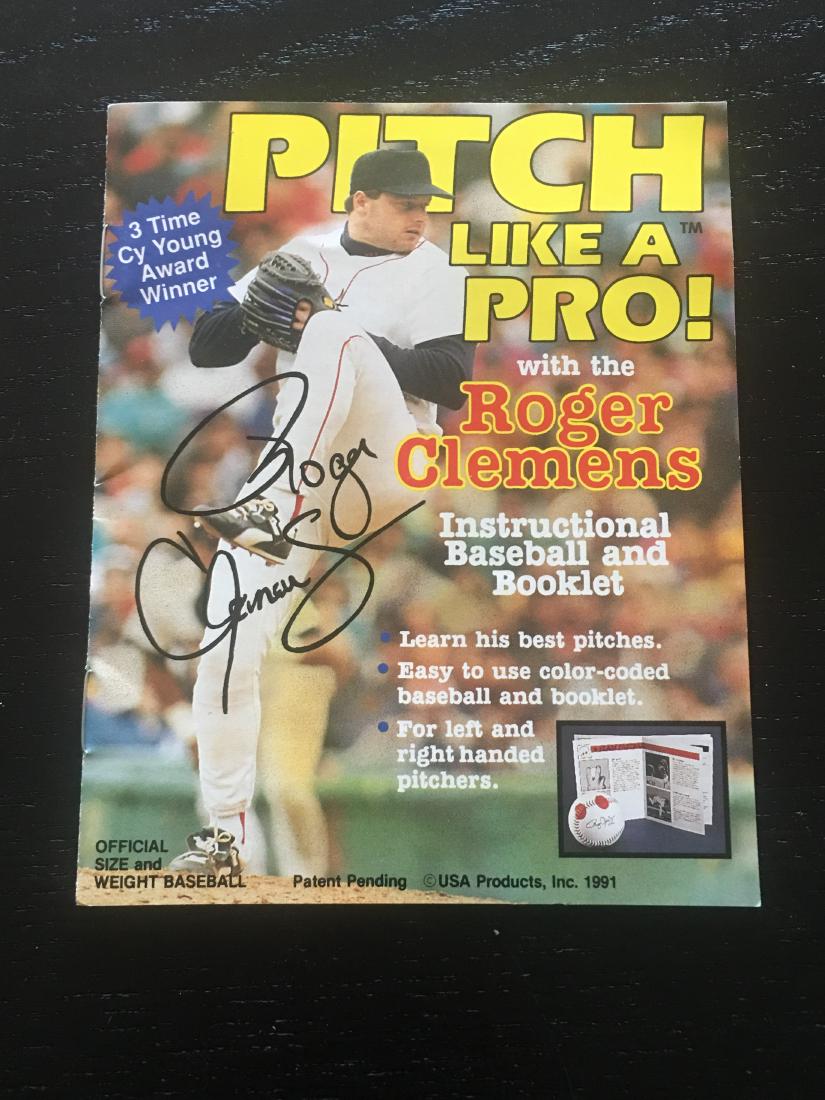 PITCH
LIKE A™
PRO!
3 Time
Cy Young
Award
Winner
with the
Roger
Clemens
Instructional
Baseball and
Booklet
Roger
Clemens
• Learn his best pitches.
• Easy to use color-coded
baseball and booklet.
• For left and
right handed
pitchers.
OFFICIAL
SIZE and
WEIGHT BASEBALL
Patent Pending ©USA Products, Inc. 1991